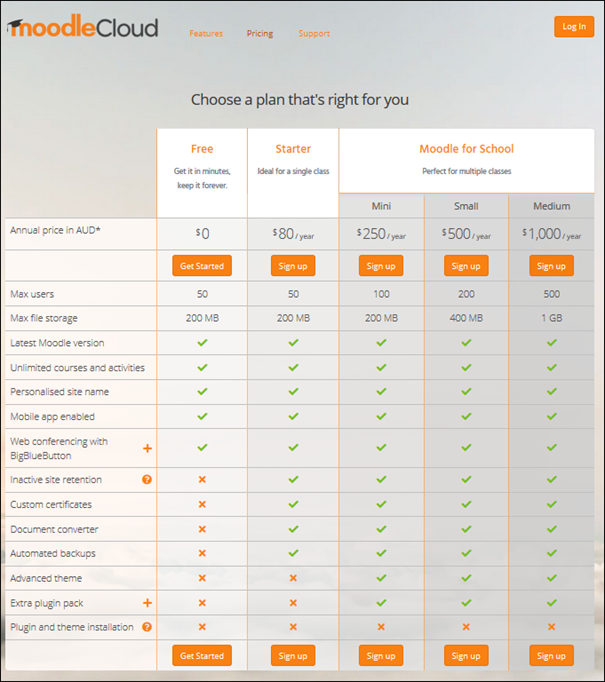 moodleCloud
Features Pricing Support
Log In
Choose a plan that's right for you
Free Starter Moodle for School
Get it in minutes, Ideal for a single class Perfect for multiple classes
keep it forever.
Mini Small Medium
Annual price in AUD* $0 $80 / year $250 / year $500 / year $1,000 / year
Get Started Sign up Sign up Sign up Sign up
Max users 50 50 100 200 500
Max file storage 200 MB 200 MB 200 MB 400 MB 1 GB
Latest Moodle version
Unlimited courses and activities
Personalised site name
Mobile app enabled
Web conferencing with
BigBlueButton
Inactive site retention
Custom certificates
Document converter
Automated backups
Advanced theme
Extra plugin pack
Plugin and theme installation
Get Started Sign up Sign up Sign up Sign up